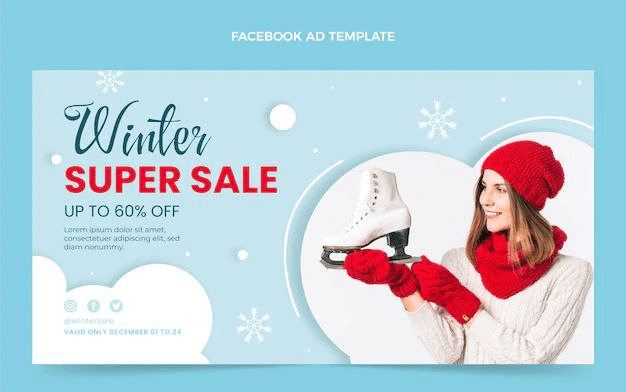 FACEBOOK AD TEMPLATE
Winter
SUPER SALE
UP TO 60% OFF
Lorem ipsum dolor sit amet,
consectetuer adipiscing elit, sed
diam nonummy.
@wintersale
VALID ONLY DECEMBER 01 TO 24